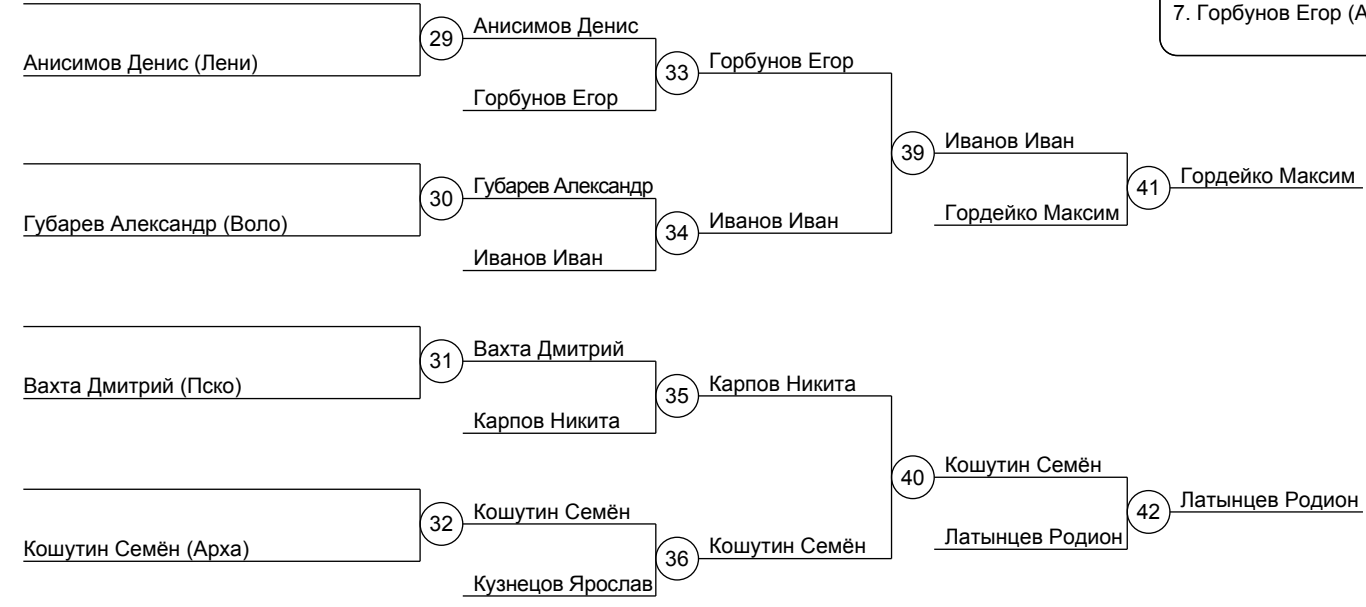 7. Горбунов Егор (А
29
Анисимов Денис
Анисимов Денис (Лени)
33
Горбунов Егор
Горбунов Егор
39
Иванов Иван
30
Губарев Александр
41
Гордейко Максим
Губарев Александр (Воло)
34
Иванов Иван
Гордейко Максим
Иванов Иван
31
Вахта Дмитрий
Вахта Дмитрий (Пско)
35
Карпов Никита
Карпов Никита
40
Кошутин Семён
32
Кошутин Семён
42
Латынцев Родион
Кошутин Семён (Арха)
36
Кошутин Семён
Латынцев Родион
Кузнецов Ярослав